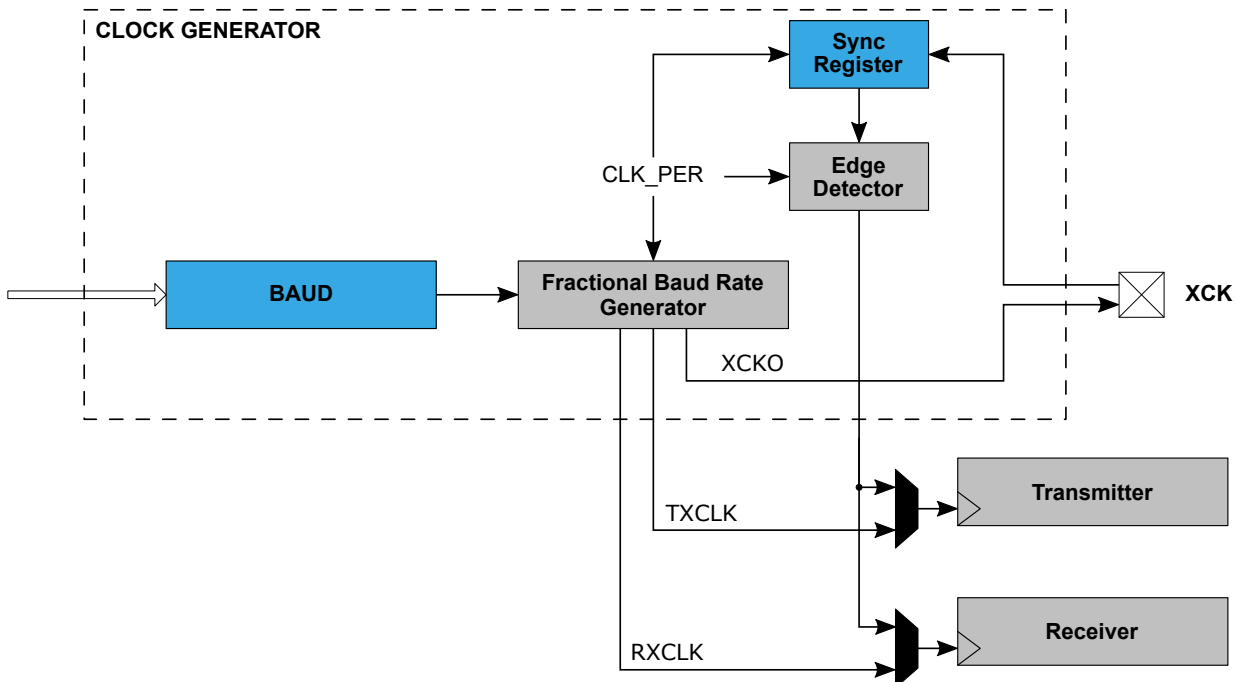 CLOCK GENERATOR
Sync
Register
CLK_PER
Edge
Detector
BAUD
Fractional Baud Rate
Generator
XCK
XCKO
TXCLK
Transmitter
RXCLK
Receiver